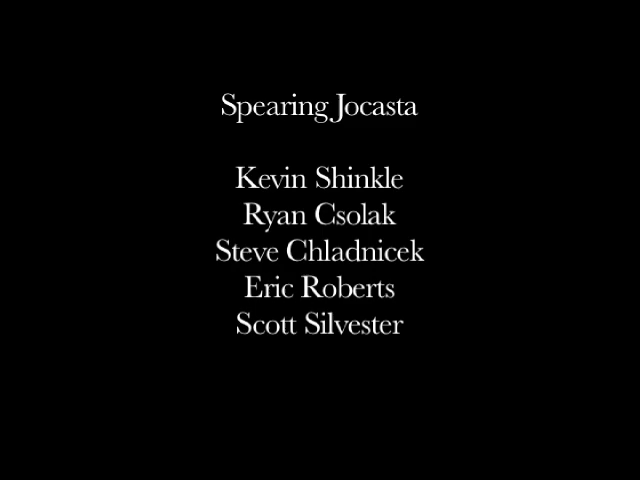 Spearing Jocasta
Kevin Shinkle
Ryan Csolak
Steve Chladnicek
Eric Roberts
Scott Silvester